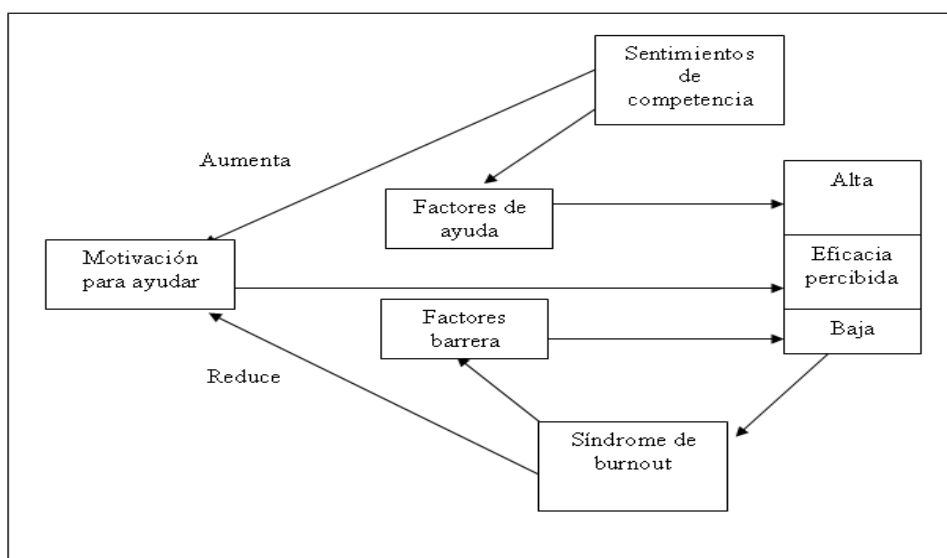 Sentimientos
de
competencia
Aumenta
Alta
Factores de
ayuda
Motivación
para ayudar
Eficacia
percibida
Factores
barrera
Baja
Reduce
Síndrome de
burnout